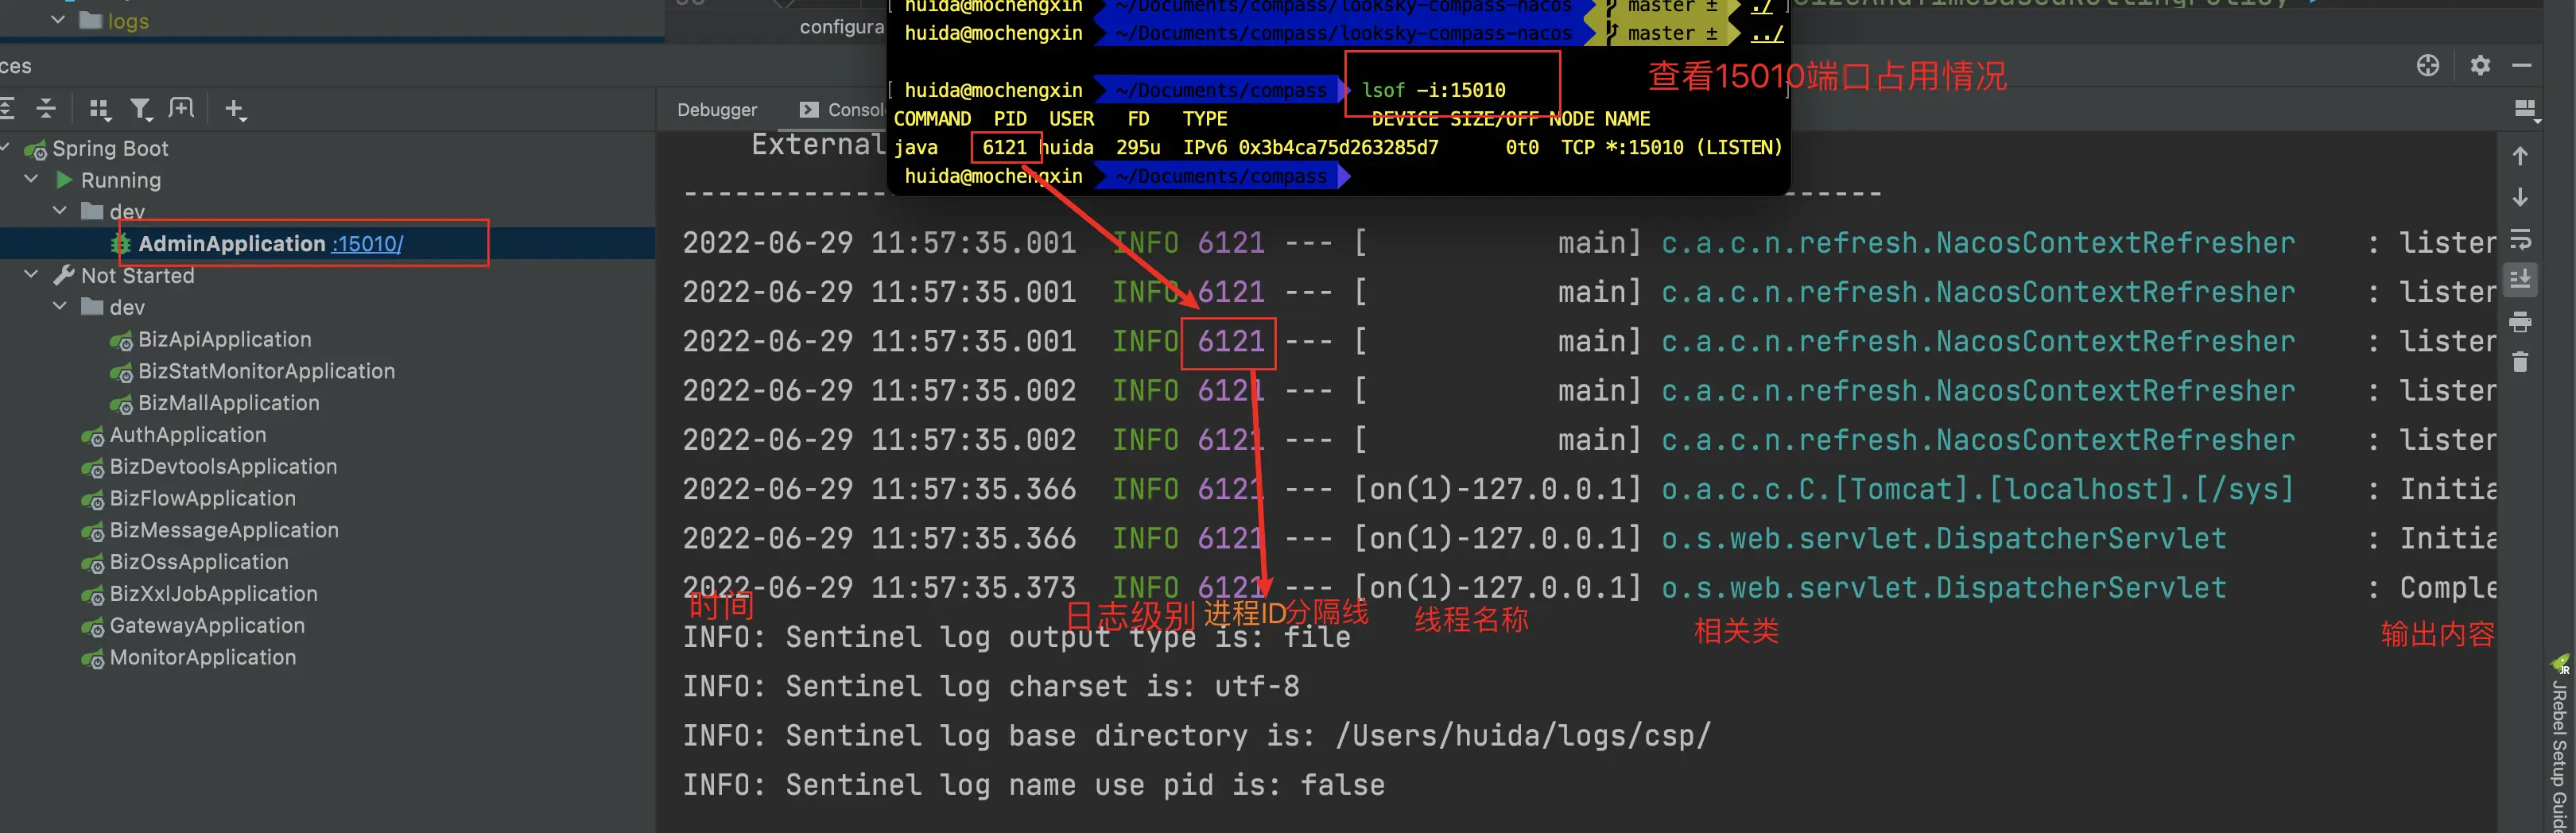 logs
configura
huida@mochengxin ~/Documents/compass/looksky-compass-nacos master ± ./
huida@mochengxin ~/Documents/compass/looksky-compass-nacos master ± ../
huida@mochengxin ~/Documents/compass lsof -i:15010
查看15010端口占用情况
COMMAND PID USER FD TYPE DEVICE SIZE/OFF NODE NAME
java 6121 huida 295u IPv6 0x3b4ca75d263285d7 0t0 TCP *:15010 (LISTEN)
huida@mochengxin ~/Documents/compass
ces
Debugger
Consol
Spring Boot
Running
dev
AdminApplication :15010/
Not Started
dev
BizApiApplication
BizStatMonitorApplication
BizMallApplication
AuthApplication
BizDevtoolsApplication
BizFlowApplication
BizMessageApplication
BizOssApplication
BizXxlJobApplication
GatewayApplication
MonitorApplication
External
2022-06-29 11:57:35.001 INFO 6121 --- [ main] c.a.c.n.refresh.NacosContextRefresher : listen
2022-06-29 11:57:35.001 INFO 6121 --- [ main] c.a.c.n.refresh.NacosContextRefresher : listen
2022-06-29 11:57:35.001 INFO 6121 --- [ main] c.a.c.n.refresh.NacosContextRefresher : listen
2022-06-29 11:57:35.002 INFO 6121 --- [ main] c.a.c.n.refresh.NacosContextRefresher : listen
2022-06-29 11:57:35.002 INFO 6121 --- [ main] c.a.c.n.refresh.NacosContextRefresher : listen
2022-06-29 11:57:35.366 INFO 6121 --- [on(1)-127.0.0.1] o.a.c.c.C.[Tomcat].[localhost].[/sys] : Initia
2022-06-29 11:57:35.366 INFO 6121 --- [on(1)-127.0.0.1] o.s.web.servlet.DispatcherServlet : Initia
2022-06-29 11:57:35.373 INFO 6121 --- [on(1)-127.0.0.1] o.s.web.servlet.DispatcherServlet : Comple
时间 日志级别 进程ID 分隔线 线程名称 相关类 输出内容
INFO: Sentinel log output type is: file
INFO: Sentinel log charset is: utf-8
INFO: Sentinel log base directory is: /Users/huida/logs/csp/
INFO: Sentinel log name use pid is: false
JRebel Setup Guide